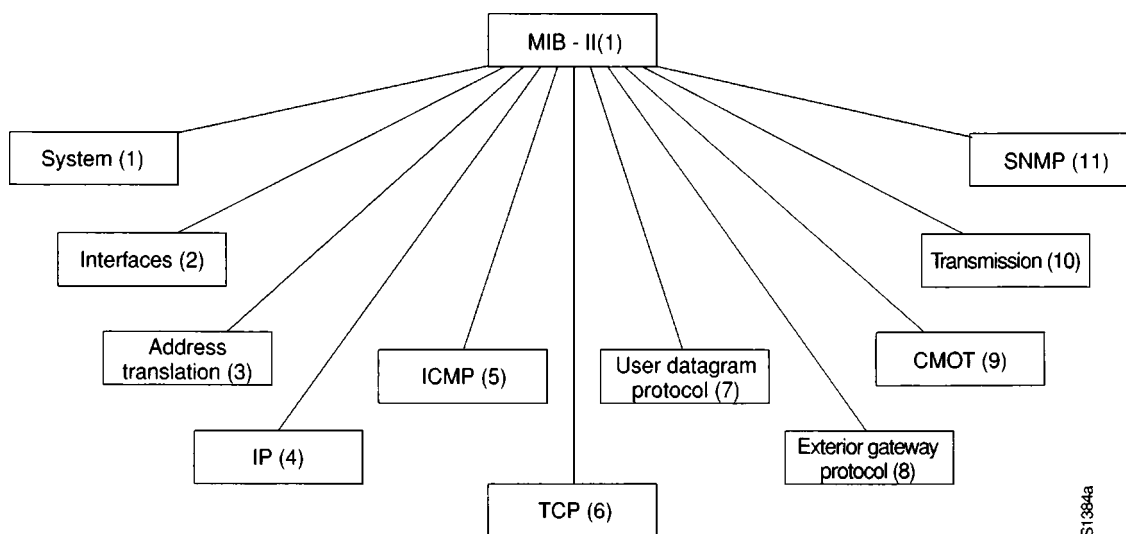 MIB - II(1)
System (1)
SNMP (11)
Interfaces (2)
Transmission (10)
Address
translation (3)
ICMP (5)
User datagram
protocol (7)
CMOT (9)
IP (4)
Exterior gateway
protocol (8)
TCP (6)
S1384a